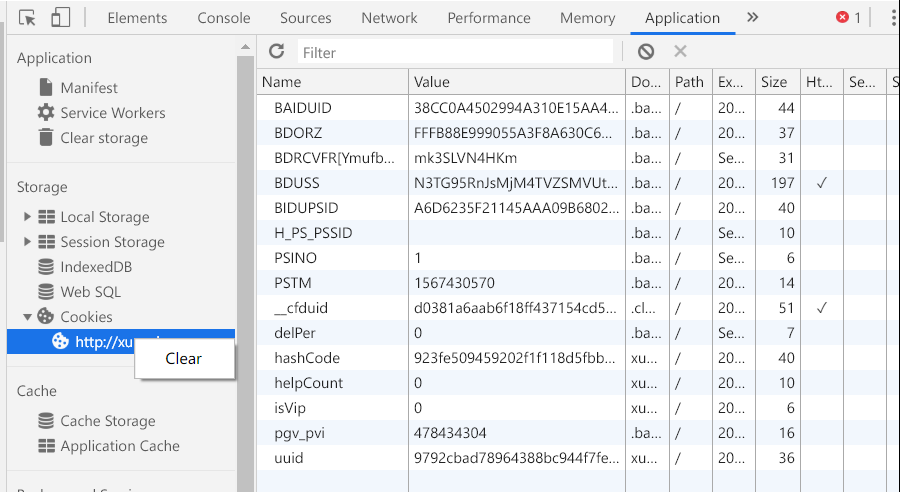 Elements Console Sources Network Performance Memory Application 1
Application
Manifest
Service Workers
Clear storage
Storage
Local Storage
Session Storage
IndexedDB
Web SQL
Cookies
http://xu
Clear
Cache
Cache Storage
Application Cache
Filter
Name Value Do... Path Ex... Size Ht... Se... S
BAIDUID 38CC0A4502994A310E15AA4... .ba... / 20... 44
BDORZ FFFB88E999055A3F8A630C6... .ba... / 20... 37
BDRCVFR[Ymufb... mk3SLVN4HKm .ba... / Se... 31
BDUSS N3TG95RnJsMjM4TVZSMVUt... .ba... / 20... 197 ✓
BIDUPSID A6D6235F21145AAA09B6802... .ba... / 20... 40
H_PS_PSSID .ba... / Se... 10
PSINO 1 .ba... / Se... 6
PSTM 1567430570 .ba... / 20... 14
__cfduid d0381a6aab6f18ff437154cd5... .cl... / 20... 51 ✓
delPer 0 .ba... / Se... 7
hashCode 923fe509459202f1f118d5fbb... xu... / 20... 40
helpCount 0 xu... / 20... 10
isVip 0 xu... / 20... 6
pgv_pvi 478434304 .ba... / 20... 16
uuid 9792cbad78964388bc944f7fe... xu... / 20... 36